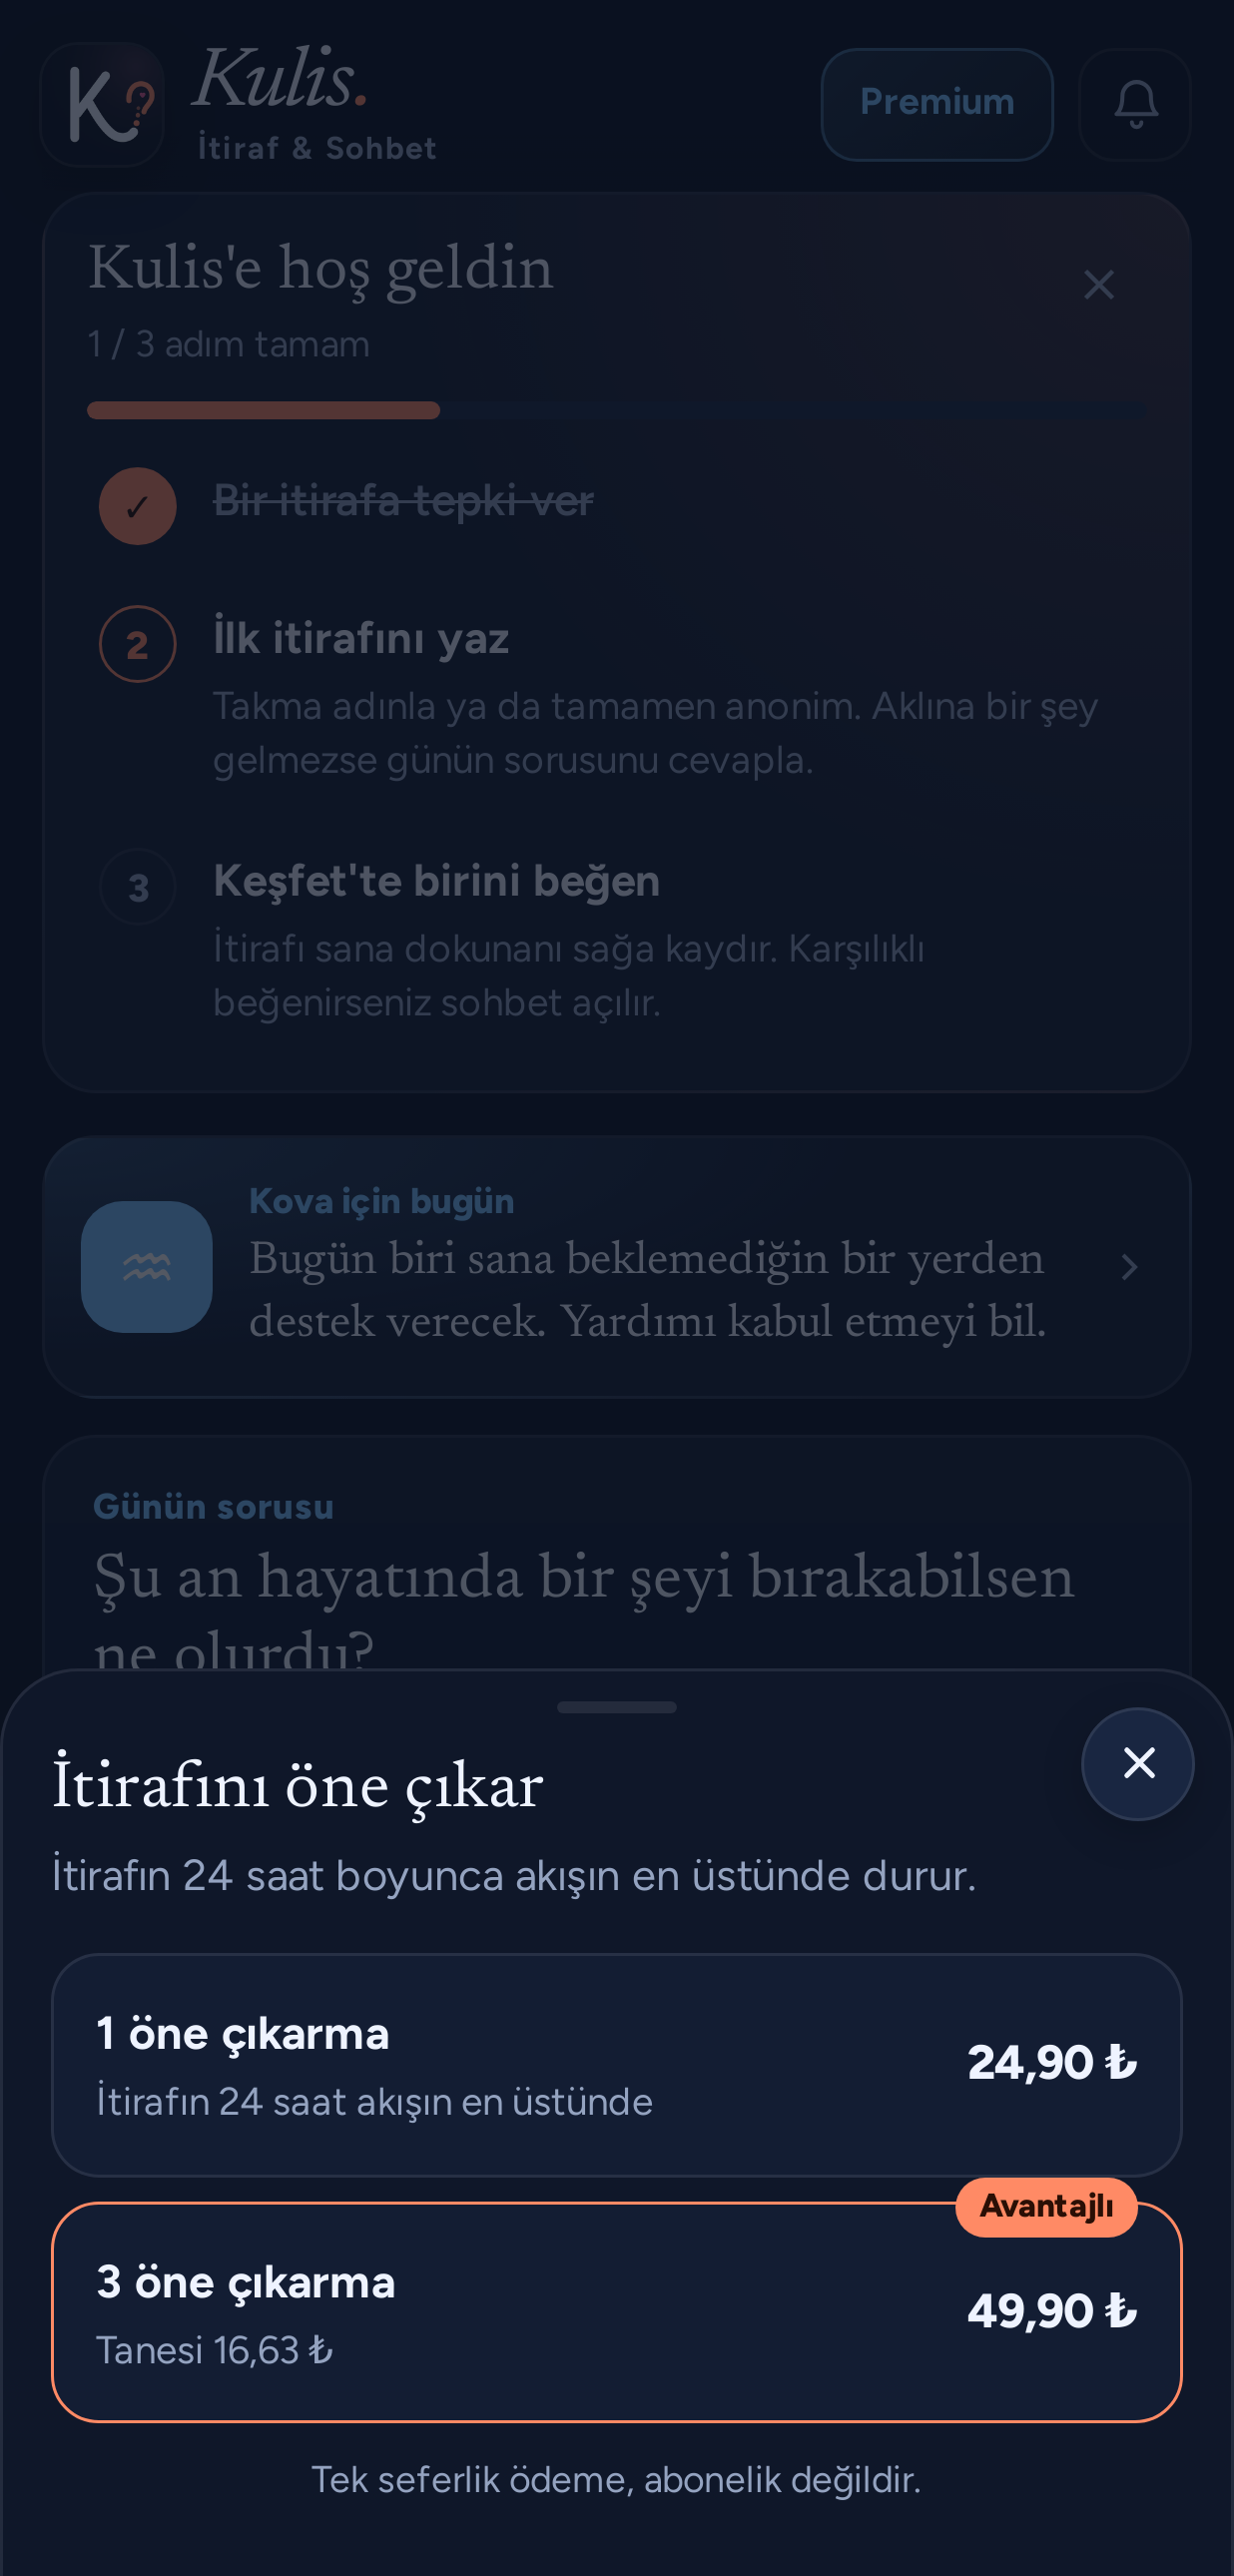 Kulis.
İtiraf & Sohbet
Premium
Kulis'e hoş geldin
1 / 3 adım tamam
✓ Bir itirafa tepki ver
2 İlk itirafını yaz
Takma adınla ya da tamamen anonim. Aklına bir şey
gelmezse günün sorusunu cevapla.
3 Keşfet'te birini beğen
İtirafı sana dokunanı sağa kaydır. Karşılıklı
beğenirseniz sohbet açılır.
Kova için bugün
Bugün biri sana beklemediğin bir yerden
destek verecek. Yardımı kabul etmeyi bil.
Günün sorusu
Şu an hayatında bir şeyi bırakabilsen
ne olurdu?
İtirafını öne çıkar
İtirafın 24 saat boyunca akışın en üstünde durur.
1 öne çıkarma
İtirafın 24 saat akışın en üstünde
24,90 ₺
Avantajlı
3 öne çıkarma
Tanesi 16,63 ₺
49,90 ₺
Tek seferlik ödeme, abonelik değildir.